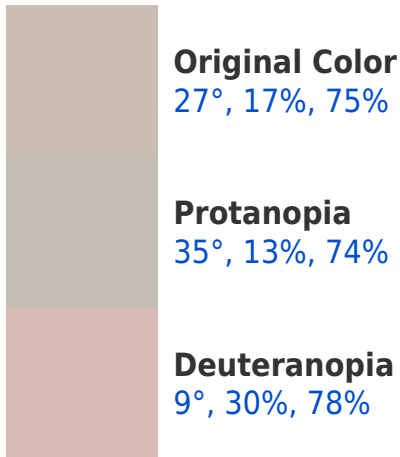 Original Color
27°, 17%, 75%
Protanopia
35°, 13%, 74%
Deuteranopia
9°, 30%, 78%